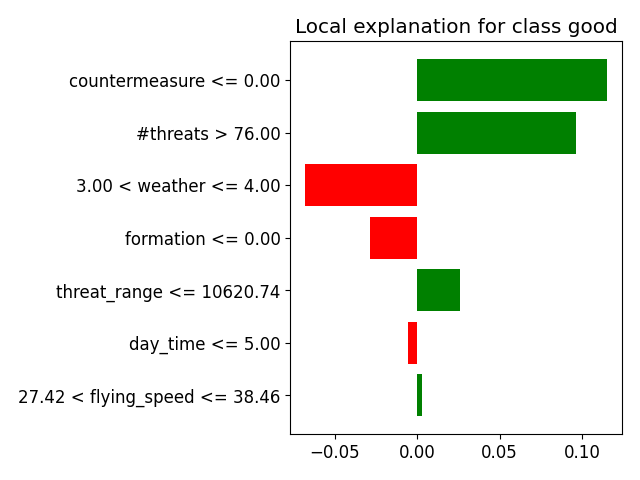 Local explanation for class good
countermeasure <= 0.00
#threats > 76.00
3.00 < weather <= 4.00
formation <= 0.00
threat_range <= 10620.74
day_time <= 5.00
27.42 < flying_speed <= 38.46
−0.05 0.00 0.05 0.10